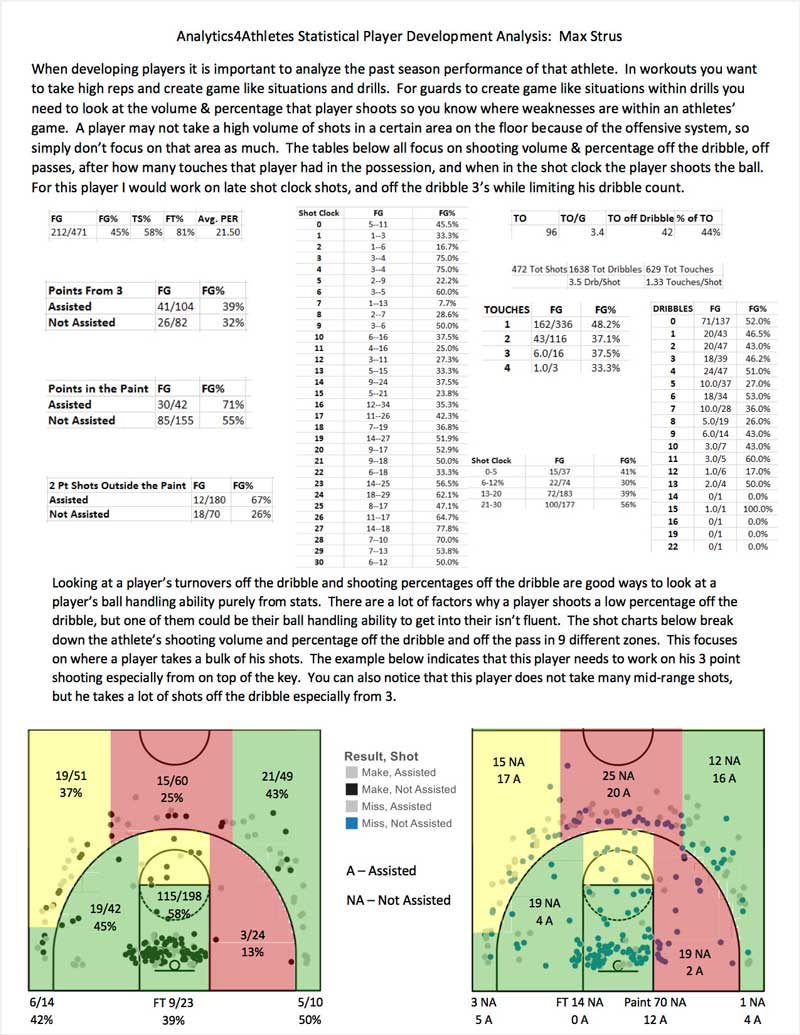 Analytics4Athletes Statistical Player Development Analysis: Max Strus
When developing players it is important to analyze the past season performance of that athlete. In workouts you want
to take high reps and create game like situations and drills. For guards to create game like situations within drills you
need to look at the volume & percentage that player shoots so you know where weaknesses are within an athletes'
game. A player may not take a high volume of shots in a certain area on the floor because of the offensive system, so
simply don't focus on that area as much. The tables below all focus on shooting volume & percentage off the dribble, off
passes, after how many touches that player had in the possession, and when in the shot clock the player shoots the ball.
For this player I would work on late shot clock shots, and off the dribble 3's while limiting his dribble count.
FG FG% TS% FT% Avg. PER
212/471 45% 58% 81% 21.50
Points From 3 FG FG%
Assisted 41/104 39%
Not Assisted 26/82 32%
Points in the Paint FG FG%
Assisted 30/42 71%
Not Assisted 85/155 55%
2 Pt Shots Outside the Paint FG FG%
Assisted 12/180 67%
Not Assisted 18/70 26%
Shot Clock FG FG%
0 5--11 45.5%
1 1--3 33.3%
2 1--6 16.7%
3 3--4 75.0%
4 3--4 75.0%
5 2--9 22.2%
6 3--5 60.0%
7 1--13 7.7%
8 2--7 28.6%
9 3--6 50.0%
10 6--16 37.5%
11 4--16 25.0%
12 3--11 27.3%
13 5--15 33.3%
14 9--24 37.5%
15 5--21 23.8%
16 12--34 35.3%
17 11--26 42.3%
18 7--19 36.8%
19 14--27 51.9%
20 9--17 52.9%
21 9--18 50.0%
22 6--18 33.3%
23 14--25 56.5%
24 18--29 62.1%
25 8--17 47.1%
26 11--17 64.7%
27 14--18 77.8%
28 7--10 70.0%
29 7--13 53.8%
30 6--12 50.0%
TO TO/G TO off Dribble % of TO
96 3.4 42 44%
472 Tot Shots 1638 Tot Dribbles 629 Tot Touches
3.5 Drb/Shot 1.33 Touches/Shot
TOUCHES FG FG%
1 162/336 48.2%
2 43/116 37.1%
3 6.0/16 37.5%
4 1.0/3 33.3%
Shot Clock FG FG%
0-5 15/37 41%
6-12% 22/74 30%
13-20 72/183 39%
21-30 100/177 56%
DRIBBLES FG FG%
0 71/137 52.0%
1 20/43 46.5%
2 20/47 43.0%
3 18/39 46.2%
4 24/47 51.0%
5 10.0/37 27.0%
6 18/34 53.0%
7 10.0/28 36.0%
8 5.0/19 26.0%
9 6.0/14 43.0%
10 3.0/7 43.0%
11 3.0/5 60.0%
12 1.0/6 17.0%
13 2.0/4 50.0%
14 0/1 0.0%
15 1.0/1 100.0%
16 0/1 0.0%
19 0/1 0.0%
22 0/1 0.0%
Looking at a player's turnovers off the dribble and shooting percentages off the dribble are good ways to look at a
player's ball handling ability purely from stats. There are a lot of factors why a player shoots a low percentage off the
dribble, but one of them could be their ball handling ability to get into their isn't fluent. The shot charts below break
down the athlete's shooting volume and percentage off the dribble and off the pass in 9 different zones. This focuses
on where a player takes a bulk of his shots. The example below indicates that this player needs to work on his 3 point
shooting especially from on top of the key. You can also notice that this player does not take many mid-range shots,
but he takes a lot of shots off the dribble especially from 3.
19/51
37%
15/60
25%
21/49
43%
19/42
45%
115/198
58%
3/24
13%
6/14
42%
FT 9/23
39%
5/10
50%
Result, Shot
Make, Assisted
Make, Not Assisted
Miss, Assisted
Miss, Not Assisted
A – Assisted
NA – Not Assisted
15 NA
17 A
25 NA
20 A
12 NA
16 A
19 NA
4 A
19 NA
2 A
3 NA
5 A
FT 14 NA
0 A
Paint 70 NA
12 A
1 NA
4 A